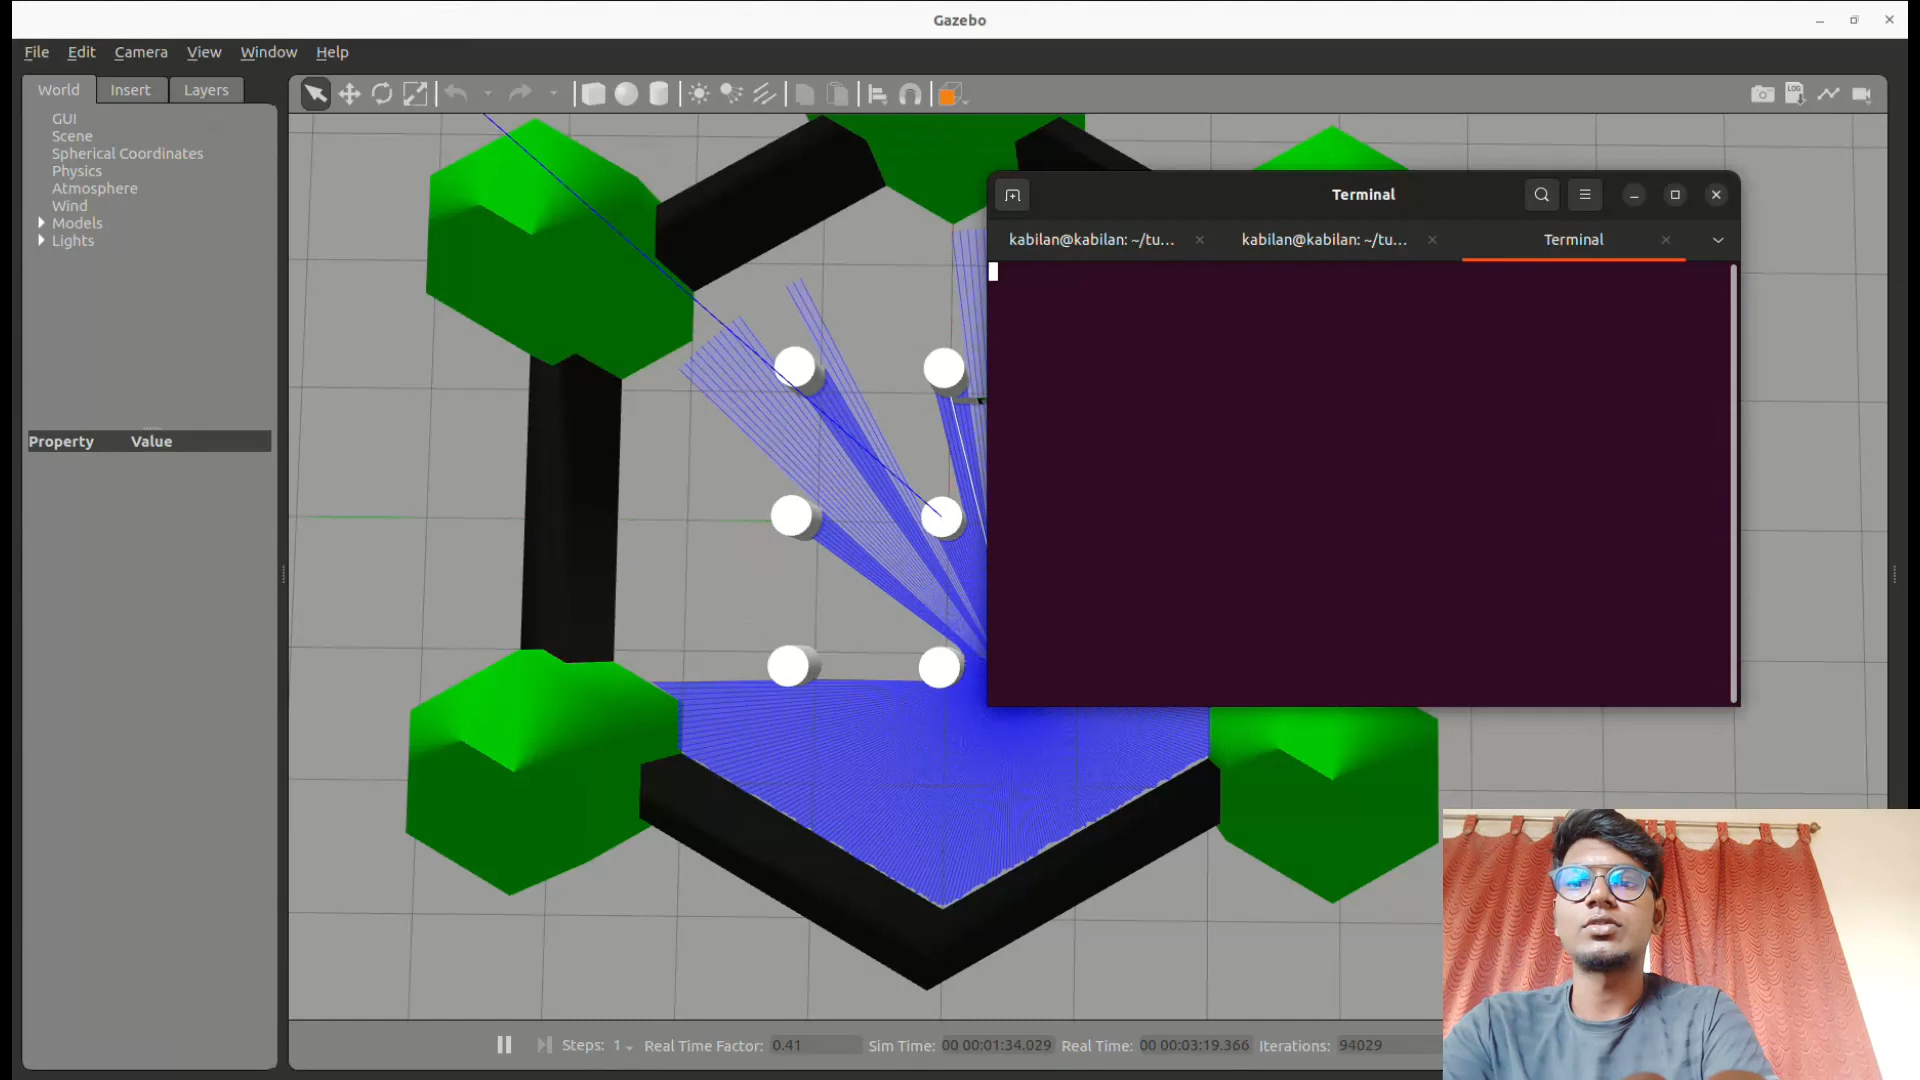 Gazebo
File Edit Camera View Window Help
World Insert Layers
GUI
Scene
Spherical Coordinates
Physics
Atmosphere
Wind
Models
Lights
Property Value
LOG
Terminal
kabilan@kabilan: ~/tu... kabilan@kabilan: ~/tu... Terminal
Steps: 1 Real Time Factor: 0.41 Sim Time: 00 00:01:34.029 Real Time: 00 00:03:19.366 Iterations: 94029